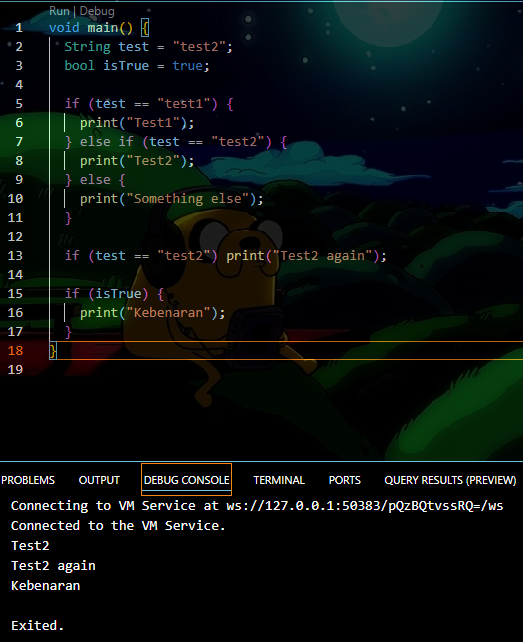 Run | Debug
1 void main() {
2 String test = "test2";
3 bool isTrue = true;
4
5 if (test == "test1") {
6 print("Test1");
7 } else if (test == "test2") {
8 print("Test2");
9 } else {
10 print("Something else");
11 }
12
13 if (test == "test2") print("Test2 again");
14
15 if (isTrue) {
16 print("Kebenaran");
17 }
18 }
19
PROBLEMS OUTPUT DEBUG CONSOLE TERMINAL PORTS QUERY RESULTS (PREVIEW)
Connecting to VM Service at ws://127.0.0.1:50383/pQzBQtvssRQ=/ws
Connected to the VM Service.
Test2
Test2 again
Kebenaran
Exited.